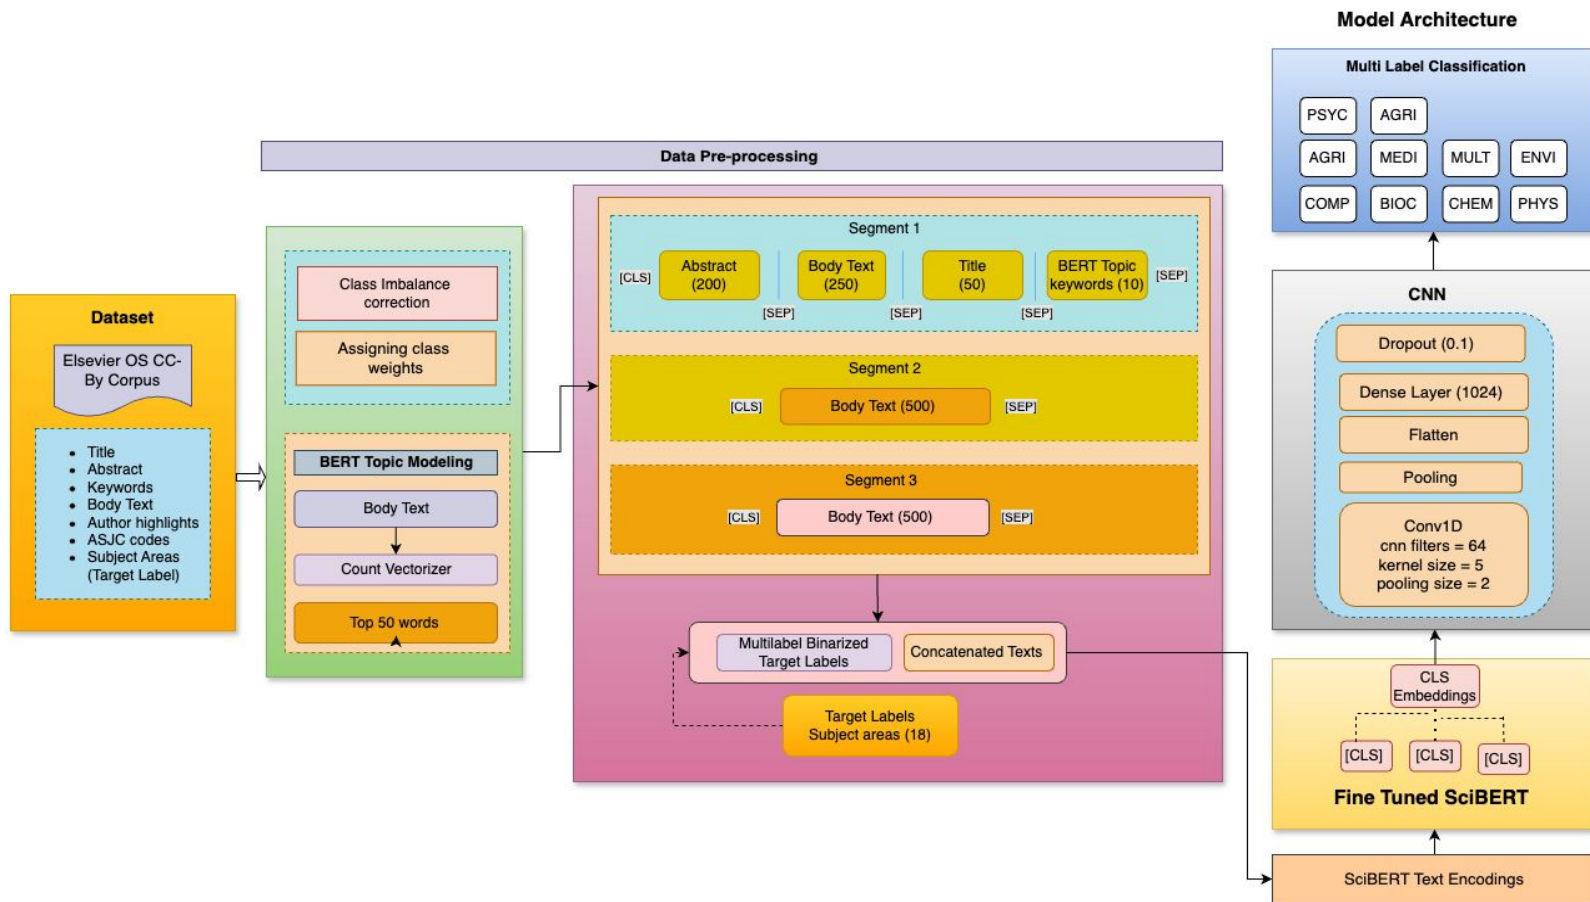 Model Architecture
Multi Label Classification
PSYC
AGRI
AGRI
MEDI
MULT
ENVI
COMP
BIOC
CHEM
PHYS
Data Pre-processing
Dataset
Elsevier OS CC-
By Corpus
Title
Abstract
Keywords
Body Text
Author highlights
ASJC codes
Subject Areas
(Target Label)
Class Imbalance
correction
Assigning class
weights
BERT Topic Modeling
Body Text
Count Vectorizer
Top 50 words
Segment 1
[CLS]
Abstract
(200)
[SEP]
Body Text
(250)
[SEP]
Title
(50)
[SEP]
BERT Topic
keywords (10)
[SEP]
Segment 2
[CLS]
Body Text (500)
[SEP]
Segment 3
[CLS]
Body Text (500)
[SEP]
Multilabel Binarized
Target Labels
Concatenated Texts
Target Labels
Subject areas (18)
CNN
Dropout (0.1)
Dense Layer (1024)
Flatten
Pooling
Conv1D
cnn filters = 64
kernel size = 5
pooling size = 2
CLS
Embeddings
[CLS]
[CLS]
[CLS]
Fine Tuned SciBERT
SciBERT Text Encodings